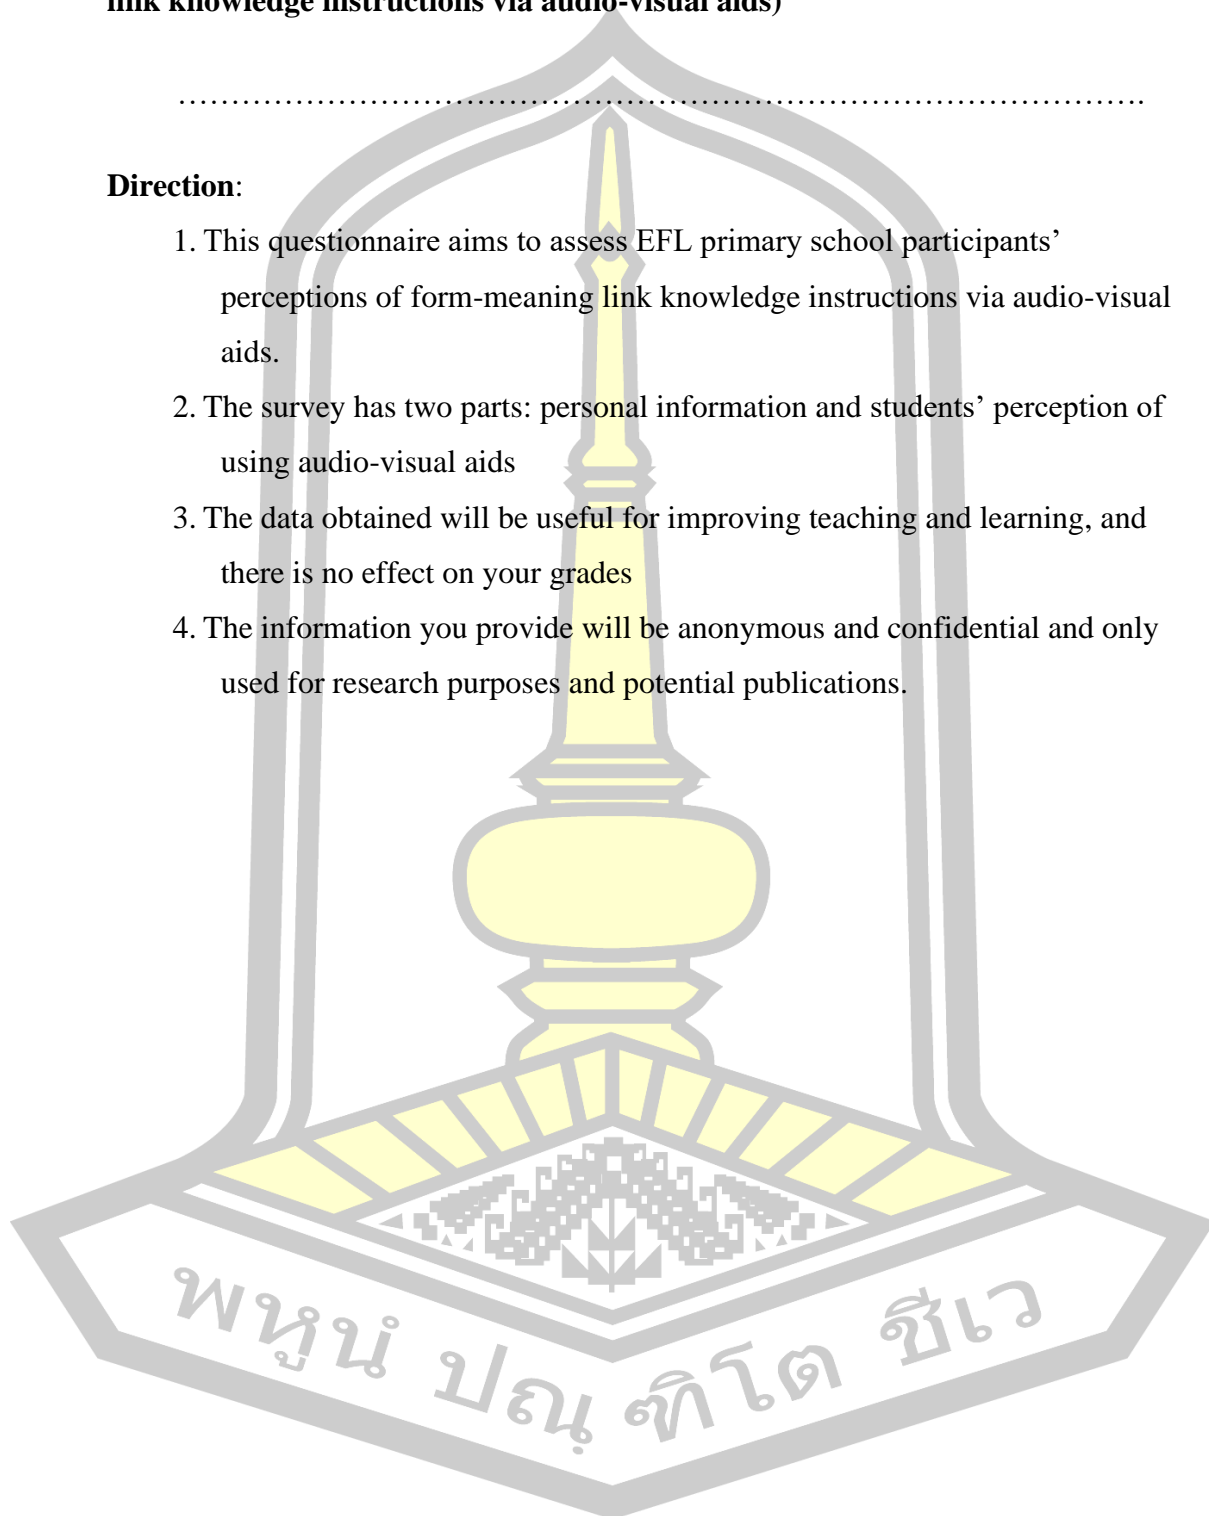 link knowledge instructions via audio-visual aids)
……………………………………………………………………………….
Direction:
1. This questionnaire aims to assess EFL primary school participants’
perceptions of form-meaning link knowledge instructions via audio-visual
aids.
2. The survey has two parts: personal information and students’ perception of
using audio-visual aids
3. The data obtained will be useful for improving teaching and learning, and
there is no effect on your grades
4. The information you provide will be anonymous and confidential and only
used for research purposes and potential publications.
พหูนํ ปณฺฑิโต ชีเว